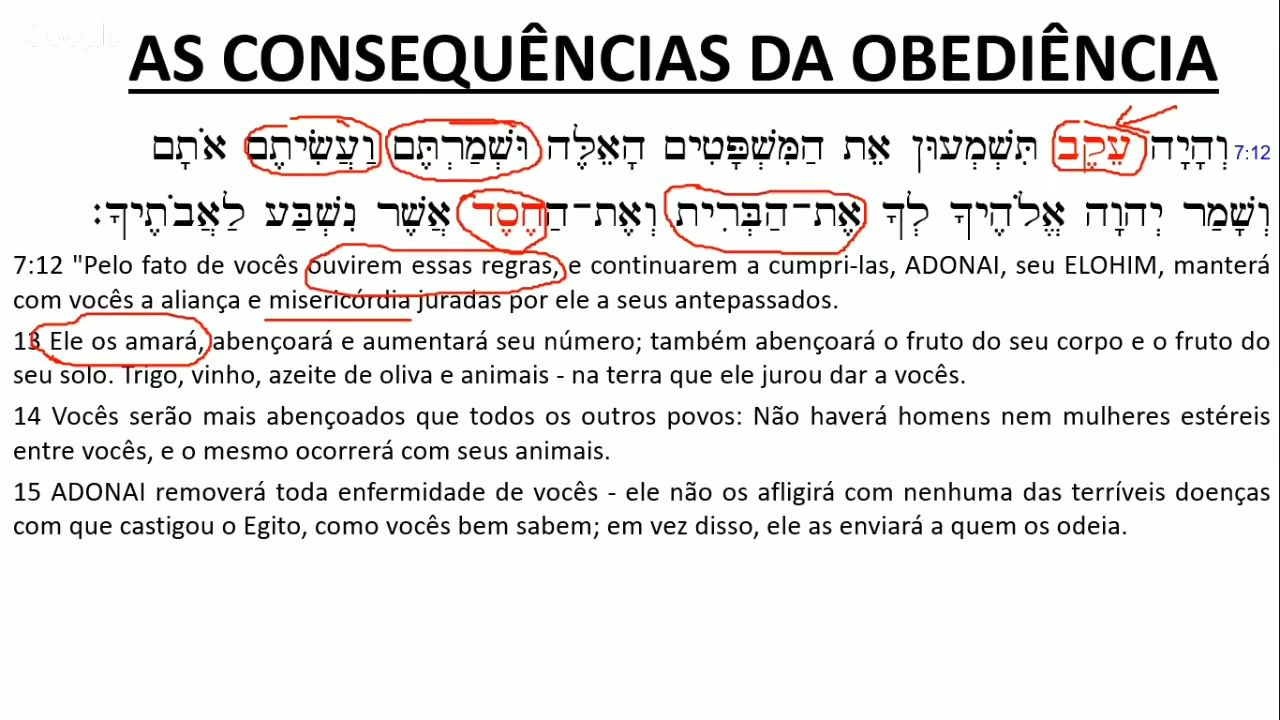 Google
AS CONSEQUÊNCIAS DA OBEDIÊNCIA
7:12 וְהָיָה עֵקֶב תִּשְׁמְעוּן אֵת הַמִּשְׁפָּטִים הָאֵלֶּה וּשְׁמַרְתֶּם וַעֲשִׂיתֶם אֹתָם
וְשָׁמַר יְהוָה אֱלֹהֶיךָ לְךָ אֶת־הַבְּרִית וְאֶת־הַחֶסֶד אֲשֶׁר נִשְׁבַּע לַאֲבֹתֶיךָ׃
7:12 "Pelo fato de vocês ouvirem essas regras, e continuarem a cumpri-las, ADONAI, seu ELOHIM, manterá
com vocês a aliança e misericórdia juradas por ele a seus antepassados.
13 Ele os amará, abençoará e aumentará seu número; também abençoará o fruto do seu corpo e o fruto do
seu solo. Trigo, vinho, azeite de oliva e animais - na terra que ele jurou dar a vocês.
14 Vocês serão mais abençoados que todos os outros povos: Não haverá homens nem mulheres estéreis
entre vocês, e o mesmo ocorrerá com seus animais.
15 ADONAI removerá toda enfermidade de vocês - ele não os afligirá com nenhuma das terríveis doenças
com que castigou o Egito, como vocês bem sabem; em vez disso, ele as enviará a quem os odeia.